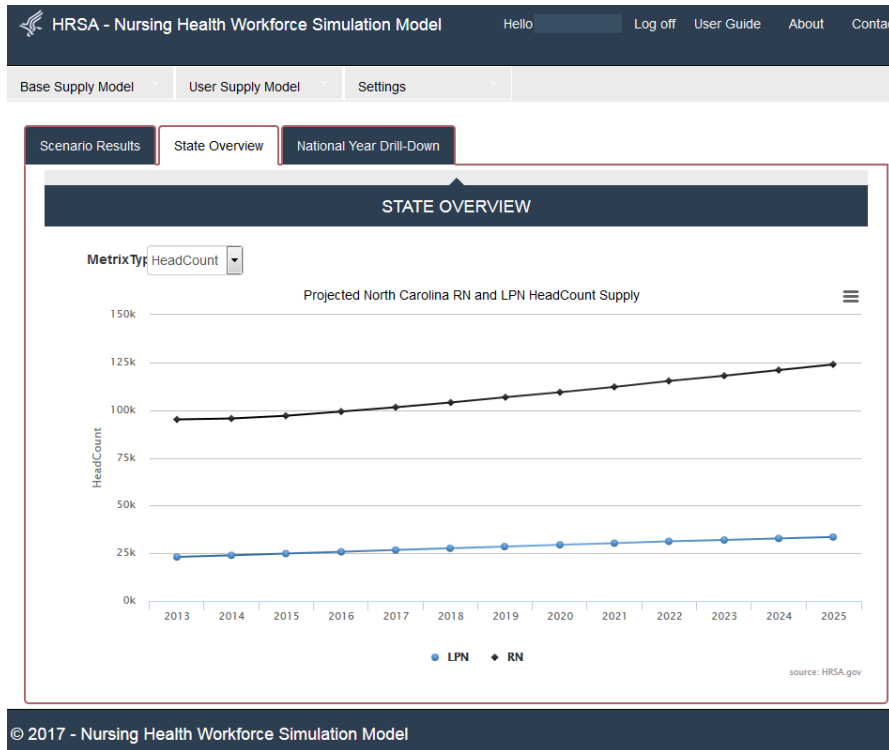 HRSA - Nursing Health Workforce Simulation Model Hello Log off User Guide About Conta
Base Supply Model User Supply Model Settings
Scenario Results State Overview National Year Drill-Down
STATE OVERVIEW
MetrixTyp HeadCount
Projected North Carolina RN and LPN HeadCount Supply
150k
125k
100k
75k
50k
25k
0k
HeadCount
2013 2014 2015 2016 2017 2018 2019 2020 2021 2022 2023 2024 2025
LPN RN
source: HRSA.gov
© 2017 - Nursing Health Workforce Simulation Model